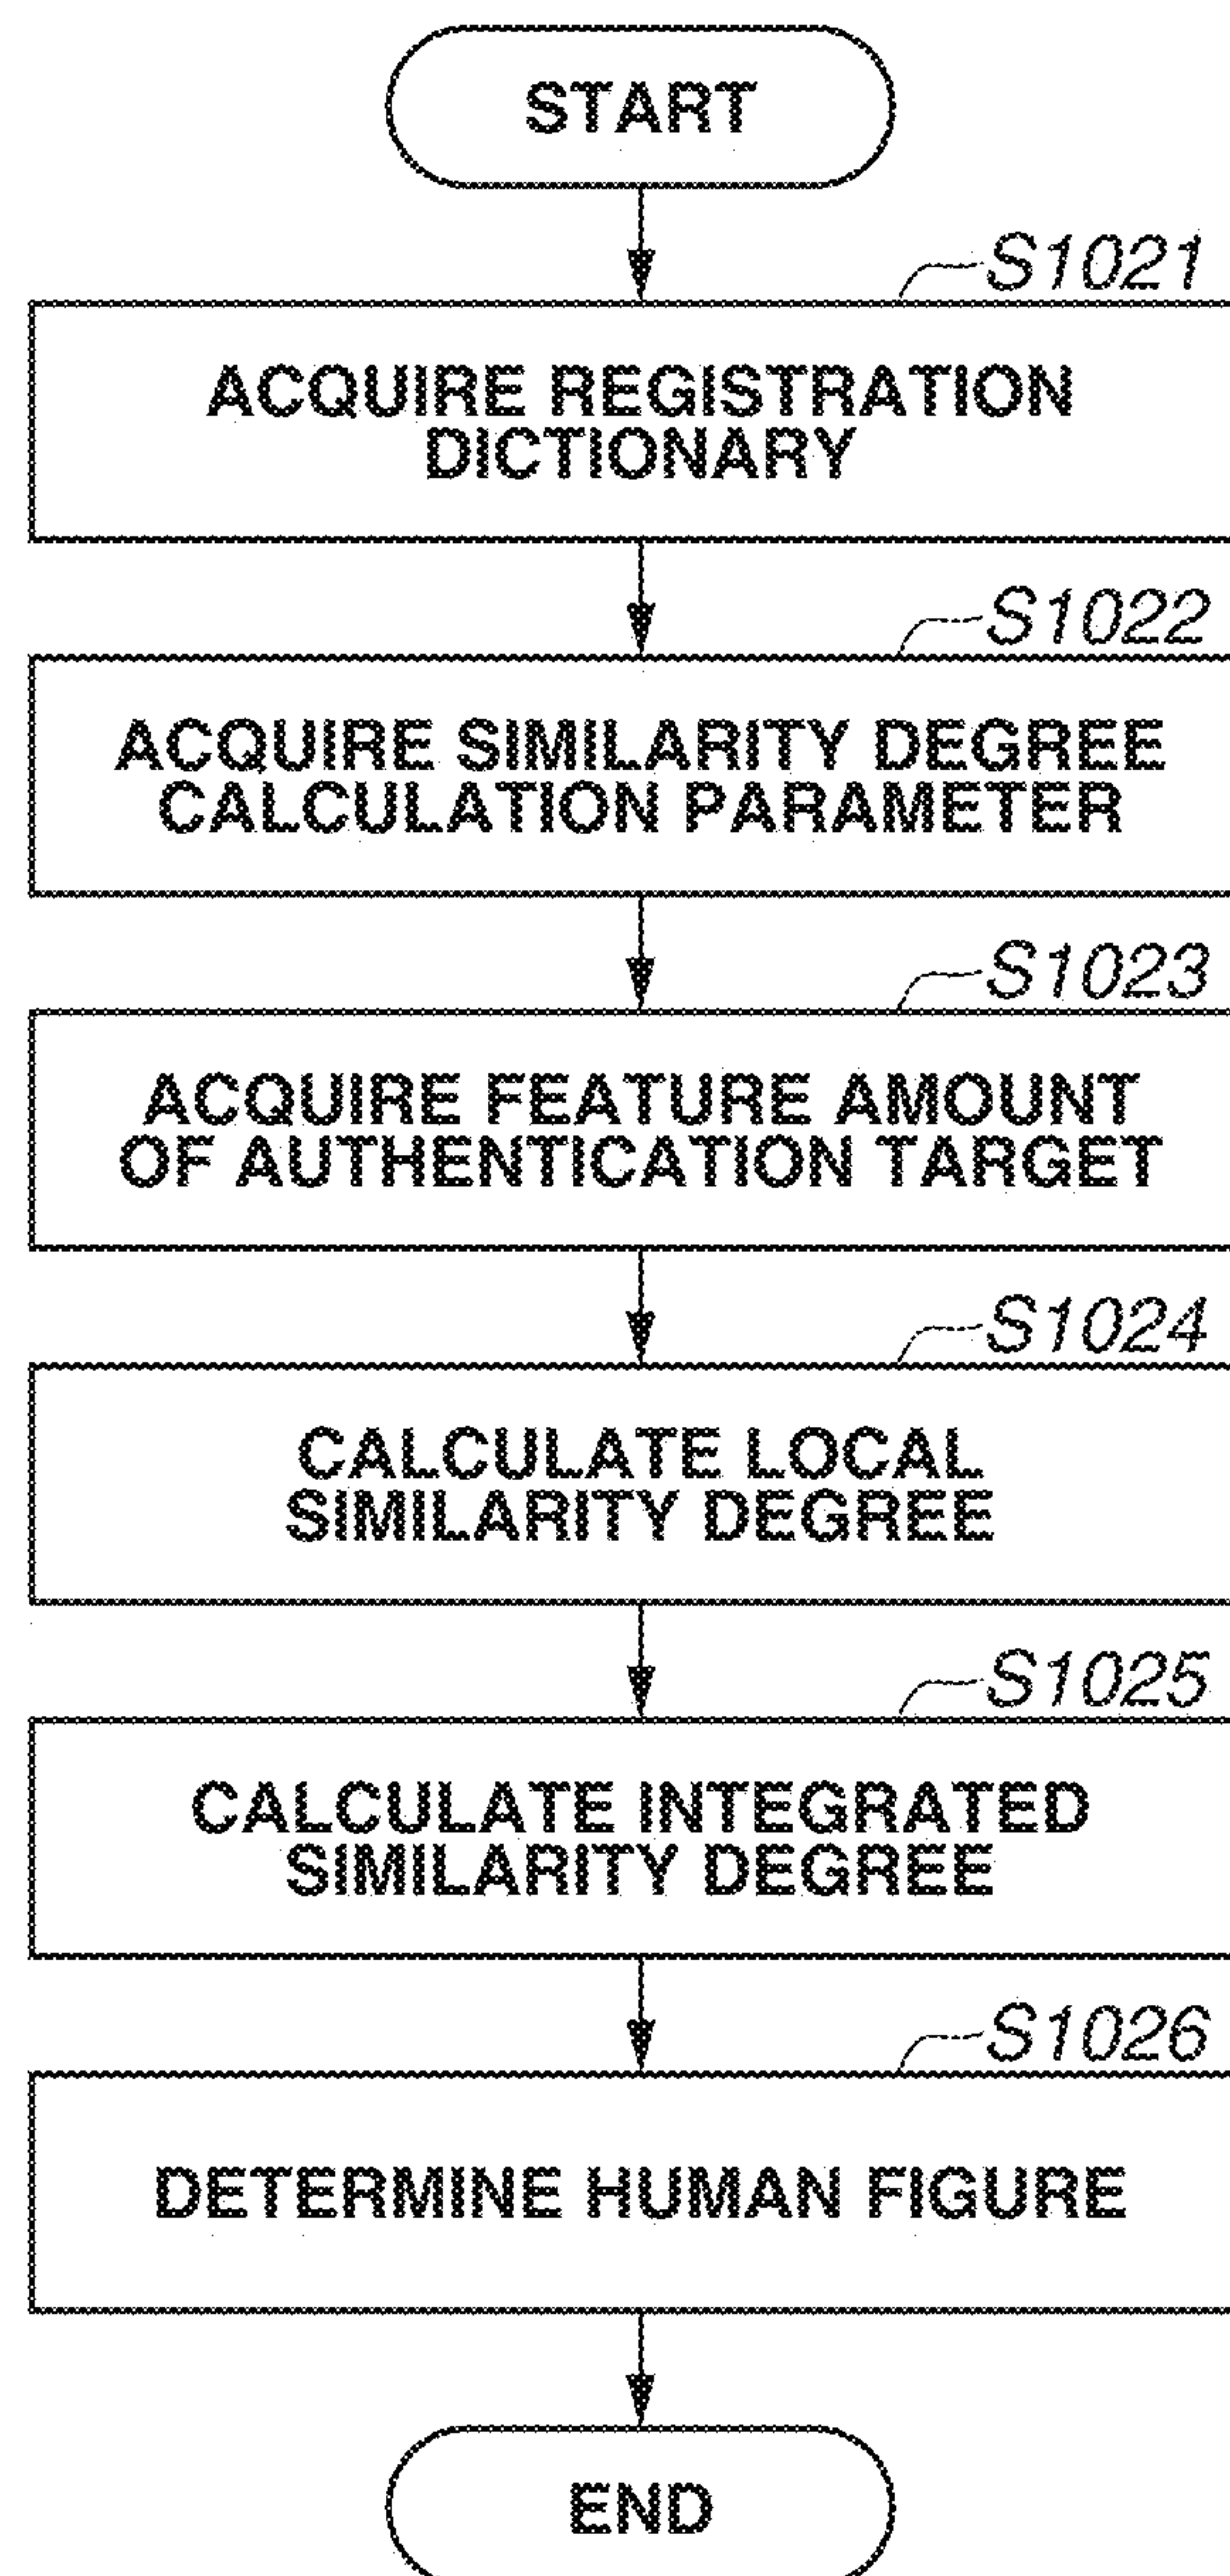 START
S1021
ACQUIRE REGISTRATION
DICTIONARY
S1022
ACQUIRE SIMILARITY DEGREE
CALCULATION PARAMETER
S1023
ACQUIRE FEATURE AMOUNT
OF AUTHENTICATION TARGET
S1024
CALCULATE LOCAL
SIMILARITY DEGREE
S1025
CALCULATE INTEGRATED
SIMILARITY DEGREE
S1026
DETERMINE HUMAN FIGURE
END